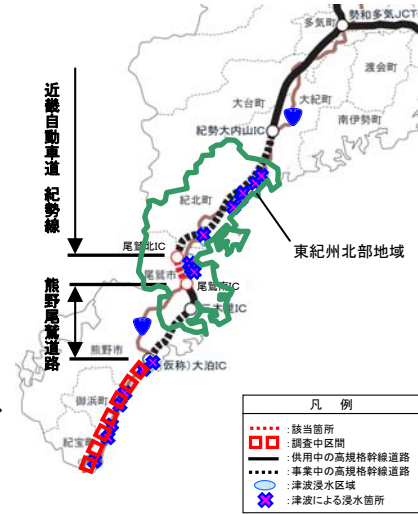 勢和多気JCT
多気町
度会町
大台町
大紀町
南伊勢町
紀勢大内山IC
近畿自動車道 紀勢線
紀北町
東紀州北部地域
尾鷲北IC
尾鷲市
尾鷲南IC
三木里IC
熊野尾鷲道路
熊野市
(仮称)大泊IC
御浜町
紀宝町
凡 例
:該当箇所
:調査中区間
:供用中の高規格幹線道路
:事業中の高規格幹線道路
:津波浸水区域
:津波による浸水箇所